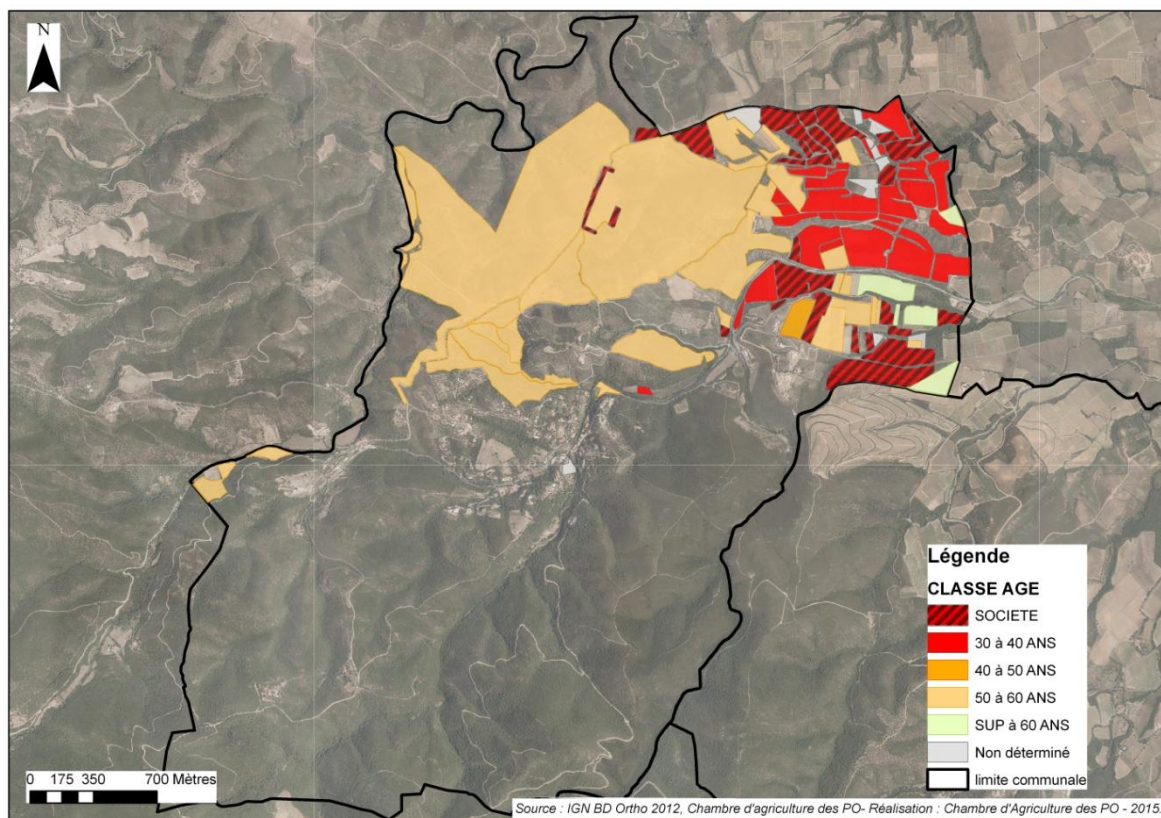 N
Légende
CLASSE AGE
SOCIETE
30 à 40 ANS
40 à 50 ANS
50 à 60 ANS
SUP à 60 ANS
Non déterminé
limite communale
0 175 350 700 Mètres
Source : IGN BD Ortho 2012, Chambre d'agriculture des PO- Réalisation : Chambre d'Agriculture des PO - 2015.